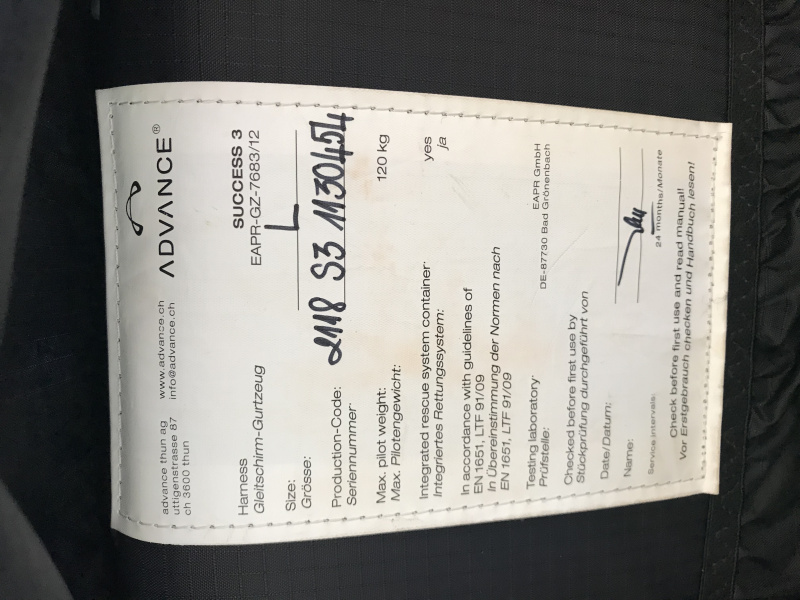 advance thun ag
uttigenstrasse 87
ch 3600 thun
www.advance.ch
info@advance.ch
ADVANCE®
Harness SUCCESS 3
Gleitschirm-Gurtzeug EAPR-GZ-7683/12
Size: L
Grösse:
Production-Code: 2118 S3 1130454
Seriennummer:
Max. pilot weight: 120 kg
Max. Pilotengewicht:
Integrated rescue system container: yes
Integriertes Rettungssystem: ja
In accordance with guidelines of
EN 1651, LTF 91/09
In Übereinstimmung der Normen nach
EN 1651, LTF 91/09
Testing laboratory: EAPR GmbH
Prüfstelle: DE-87730 Bad Grönenbach
Checked before first use by
Stückprüfung durchgeführt von
Date/Datum:
Name:
Service intervals: 24 months/Monate
Check before first use and read manual!
Vor Erstgebrauch checken und Handbuch lesen!